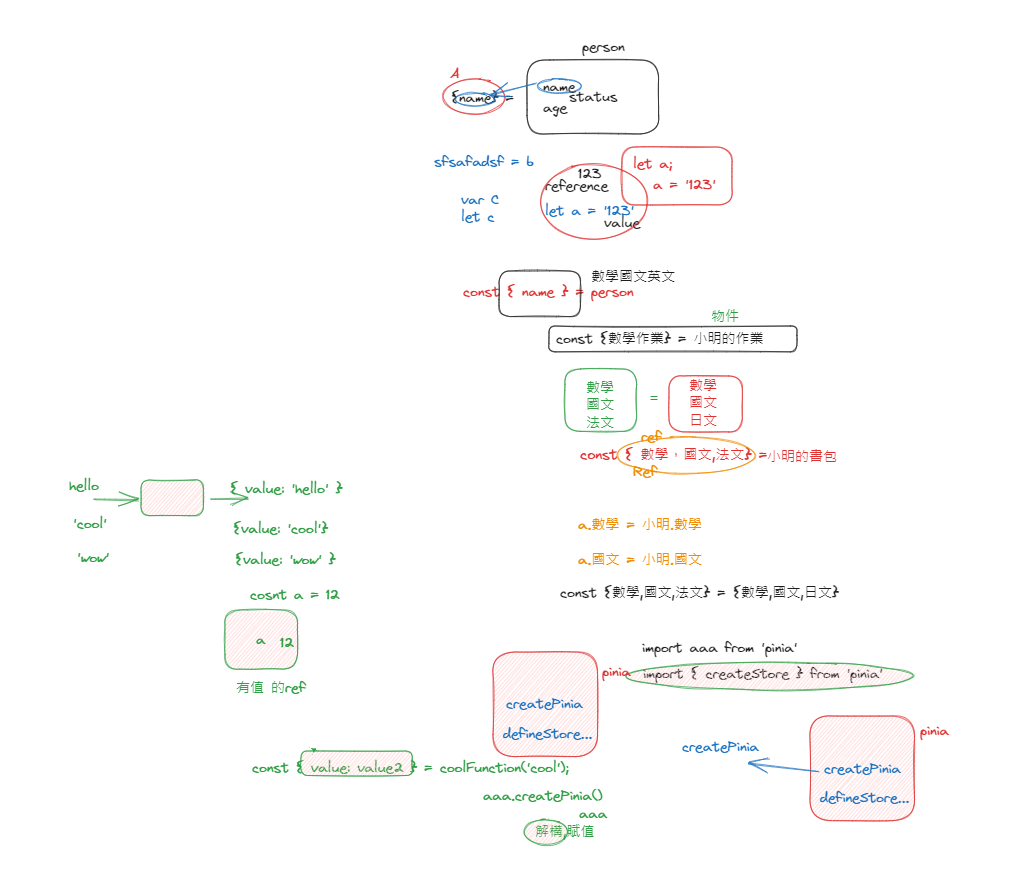 person
A
{name} =
name
status
age
sfsafadsf = b
let a;
a = '123'
123
reference
var C
let c
let a = '123'
value
數學國文英文
const { name } = person
物件
const {數學作業} = 小明的作業
數學
國文
法文
=
數學
國文
日文
ref
const { 數學，國文,法文} =小明的書包
Ref
hello
{ value: 'hello' }
'cool'
{value: 'cool'}
'wow'
{value: 'wow' }
a.數學 = 小明.數學
a.國文 = 小明.國文
cosnt a = 12
const {數學,國文,法文} = {數學,國文,日文}
a 12
有值 的ref
import aaa from 'pinia'
pinia
import { createStore } from 'pinia'
createPinia
defineStore...
pinia
createPinia
createPinia
defineStore...
const { value: value2 } = coolFunction('cool');
aaa.createPinia()
aaa
解構,賦值